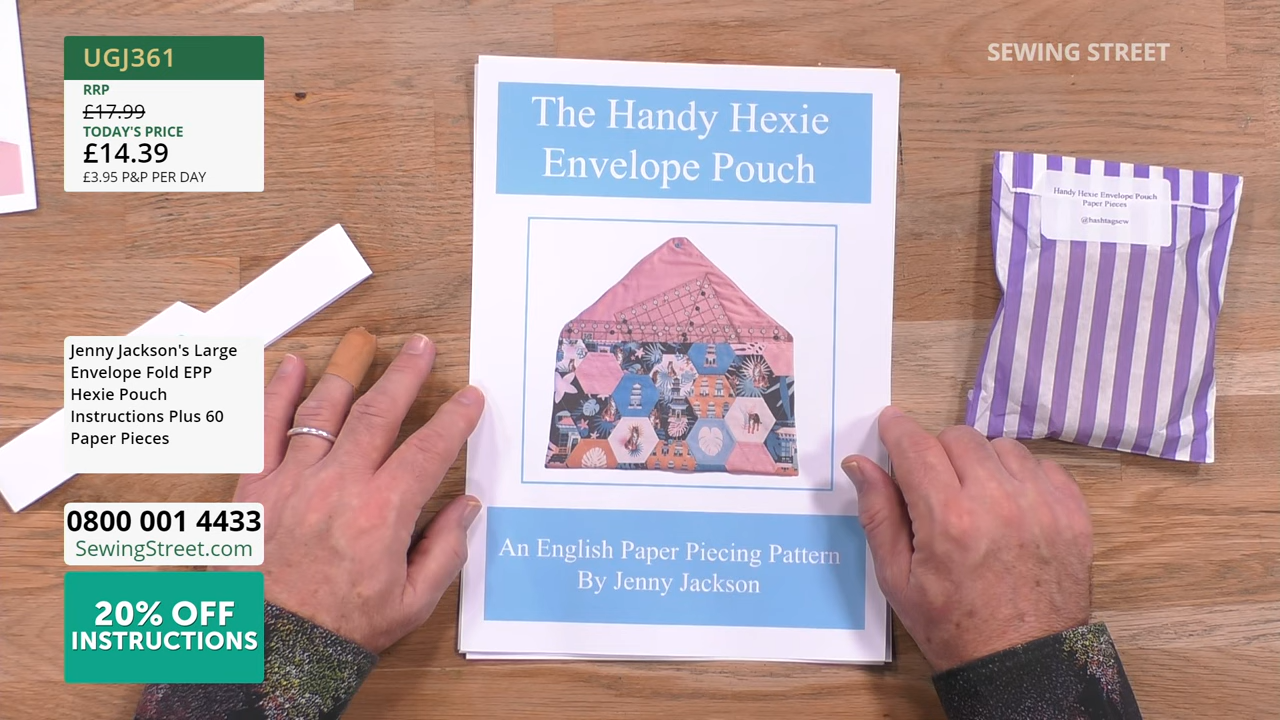 UGJ361
RRP
£17.99
TODAY'S PRICE
£14.39
£3.95 P&P PER DAY
SEWING STREET
The Handy Hexie
Envelope Pouch
Handy Hexie Envelope Pouch
Paper Pieces
@hashtagsew
Jenny Jackson's Large
Envelope Fold EPP
Hexie Pouch
Instructions Plus 60
Paper Pieces
0800 001 4433
SewingStreet.com
20% OFF
INSTRUCTIONS
An English Paper Piecing Pattern
By Jenny Jackson